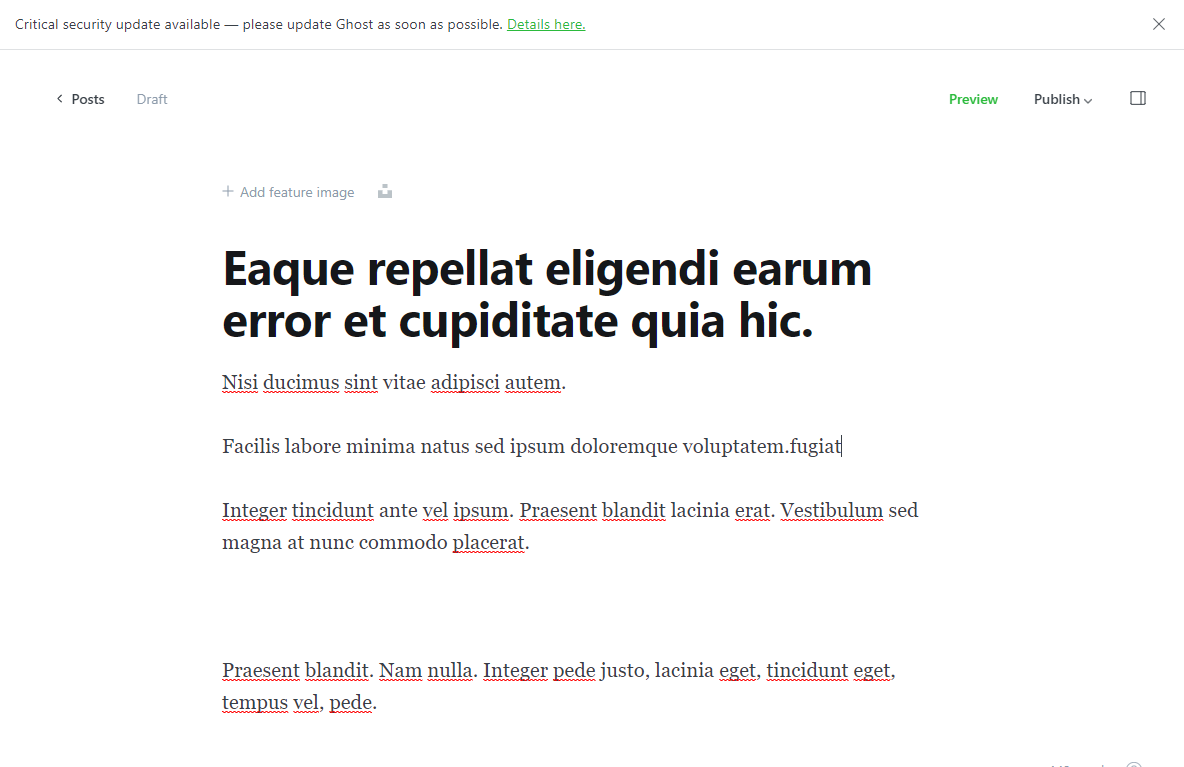 Critical security update available — please update Ghost as soon as possible. Details here.
Posts Draft Preview Publish
Add feature image
Eaque repellat eligendi earum
error et cupiditate quia hic.
Nisi ducimus sint vitae adipisci autem.
Facilis labore minima natus sed ipsum doloremque voluptatem.fugiat
Integer tincidunt ante vel ipsum. Praesent blandit lacinia erat. Vestibulum sed
magna at nunc commodo placerat.
Praesent blandit. Nam nulla. Integer pede justo, lacinia eget, tincidunt eget,
tempus vel, pede.